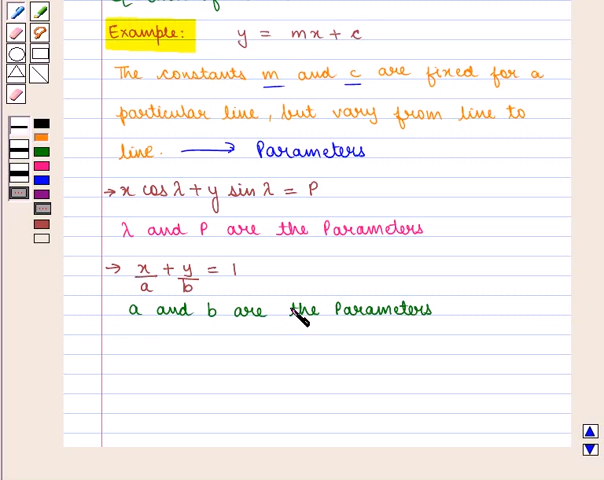 Example: y = mx + c
The constants m and c are fixed for a
particular line, but vary from line to
line. → Parameters
→ x cos λ + y sin λ = P
λ and P are the Parameters
→ x/a + y/b = 1
a and b are the Parameters